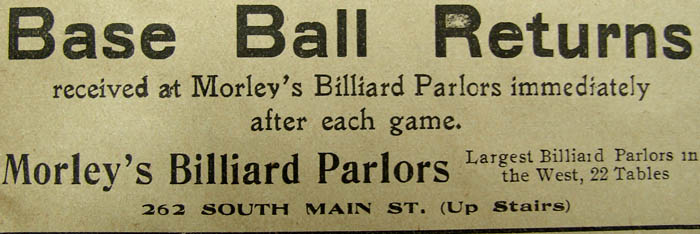 Base Ball Returns
received at Morley's Billiard Parlors immediately
after each game.
Morley's Billiard Parlors
Largest Billiard Parlors in
the West, 22 Tables
262 SOUTH MAIN ST. (Up Stairs)